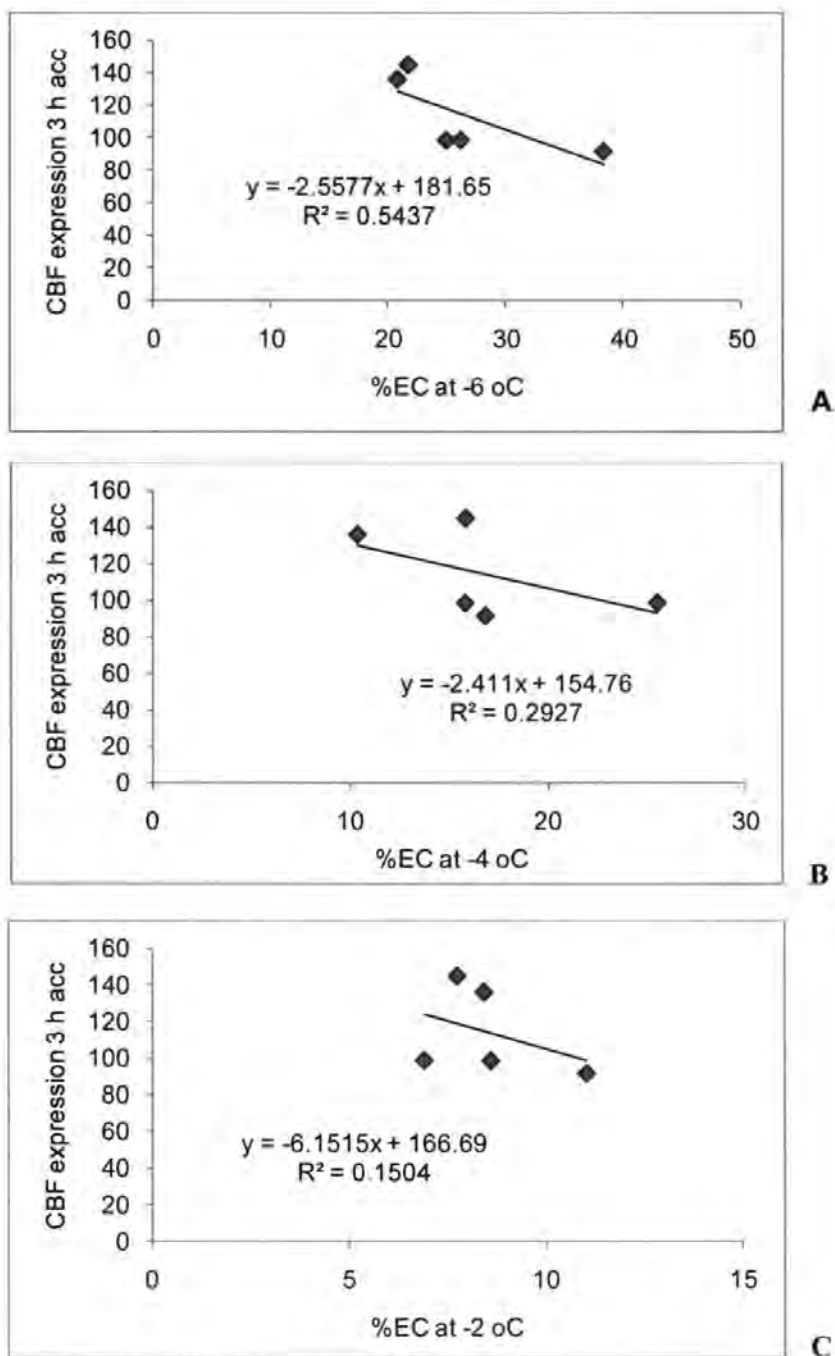 CBF expression 3 h acc
160
140
120
100
80
60
40
20
0
y = -2.5577x + 181.65
R² = 0.5437
0 10 20 30 40 50
%EC at -6 oC
A
CBF expression 3 h acc
160
140
120
100
80
60
40
20
0
y = -2.411x + 154.76
R² = 0.2927
0 10 20 30
%EC at -4 oC
B
CBF expression 3 h acc
160
140
120
100
80
60
40
20
0
y = -6.1515x + 166.69
R² = 0.1504
0 5 10 15
%EC at -2 oC
C